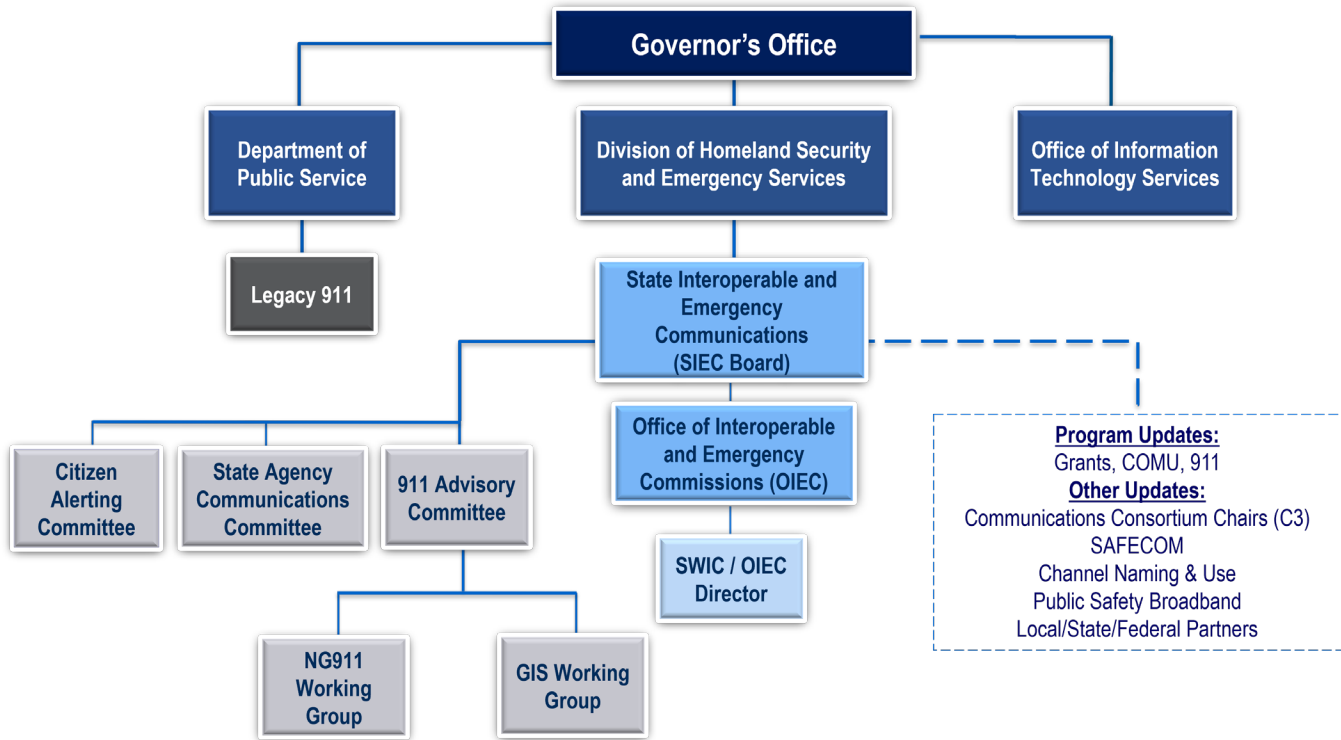 Governor's Office
Department of
Public Service
Division of Homeland Security
and Emergency Services
Office of Information
Technology Services
Legacy 911
State Interoperable and
Emergency
Communications
(SIEC Board)
Citizen
Alerting
Committee
State Agency
Communications
Committee
911 Advisory
Committee
Office of Interoperable
and Emergency
Commissions (OIEC)
SWIC / OIEC
Director
NG911
Working
Group
GIS Working
Group
Program Updates:
Grants, COMU, 911
Other Updates:
Communications Consortium Chairs (C3)
SAFECOM
Channel Naming & Use
Public Safety Broadband
Local/State/Federal Partners